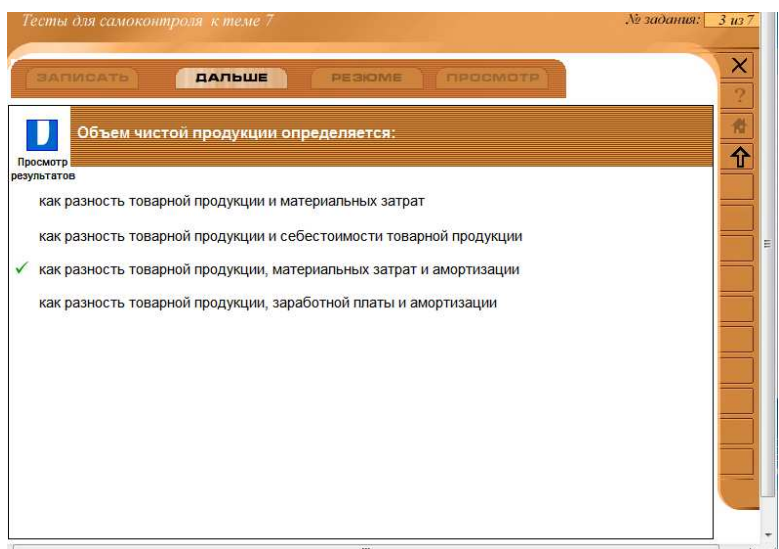 Тесты для самоконтроля к теме 7
№ задания: 3 из 7
ЗАПИСАТЬ ДАЛЬШЕ РЕЗЮМЕ ПРОСМОТР
?
Объем чистой продукции определяется:
Просмотр
результатов
как разность товарной продукции и материальных затрат
как разность товарной продукции и себестоимости товарной продукции
как разность товарной продукции, материальных затрат и амортизации
как разность товарной продукции, заработной платы и амортизации